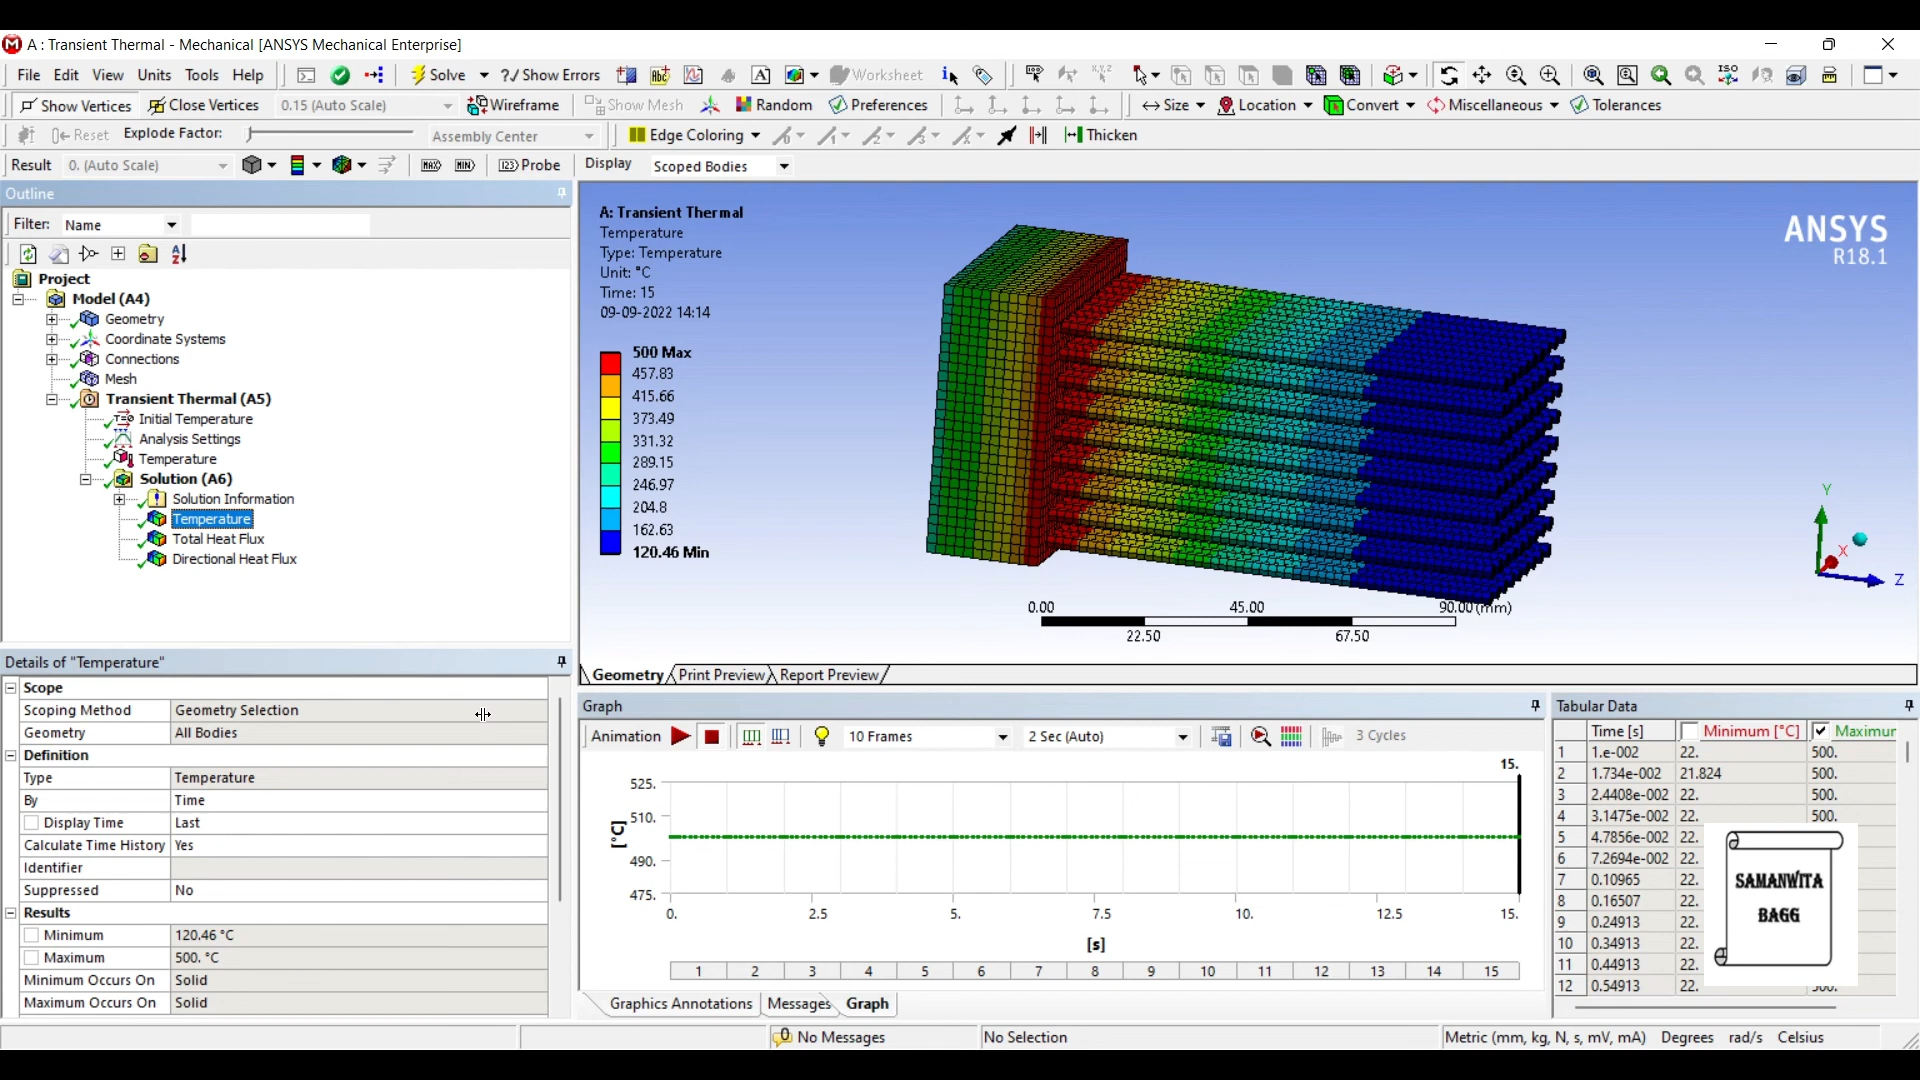 A : Transient Thermal - Mechanical [ANSYS Mechanical Enterprise]
File Edit View Units Tools Help Solve ?/ Show Errors Worksheet
Show Vertices Close Vertices 0.15 (Auto Scale) Wireframe Show Mesh Random Preferences Size Location Convert Miscellaneous Tolerances
Reset Explode Factor: Assembly Center Edge Coloring Thicken
Result 0. (Auto Scale) MAX MIN Probe Display Scoped Bodies
Outline
Filter: Name
Project
Model (A4)
Geometry
Coordinate Systems
Connections
Mesh
Transient Thermal (A5)
Initial Temperature
Analysis Settings
Temperature
Solution (A6)
Solution Information
Temperature
Total Heat Flux
Directional Heat Flux
A: Transient Thermal
Temperature
Type: Temperature
Unit: °C
Time: 15
09-09-2022 14:14
500 Max
457.83
415.66
373.49
331.32
289.15
246.97
204.8
162.63
120.46 Min
ANSYS
R18.1
Y
X
Z
0.00 45.00 90.00 (mm)
22.50 67.50
Geometry Print Preview Report Preview
Details of "Temperature"
Scope
Scoping Method Geometry Selection
Geometry All Bodies
Definition
Type Temperature
By Time
Display Time Last
Calculate Time History Yes
Identifier
Suppressed No
Results
Minimum 120.46 °C
Maximum 500. °C
Minimum Occurs On Solid
Maximum Occurs On Solid
Graph
Animation 10 Frames 2 Sec (Auto) 3 Cycles
15.
525.
510.
490.
475.
[°C]
0. 2.5 5. 7.5 10. 12.5 15.
[s]
1 2 3 4 5 6 7 8 9 10 11 12 13 14 15
Graphics Annotations Messages Graph
Tabular Data
Time [s] Minimum [°C] Maximum
1 1.e-002 22. 500.
2 1.734e-002 21.824 500.
3 2.4408e-002 22. 500.
4 3.1475e-002 22. 500.
5 4.7856e-002 22.
6 7.2694e-002 22.
7 0.10965 22.
8 0.16507 22.
9 0.24913 22.
10 0.34913 22.
11 0.44913 22.
12 0.54913 22.
SAMANWITA
BAGG
No Messages No Selection Metric (mm, kg, N, s, mV, mA) Degrees rad/s Celsius